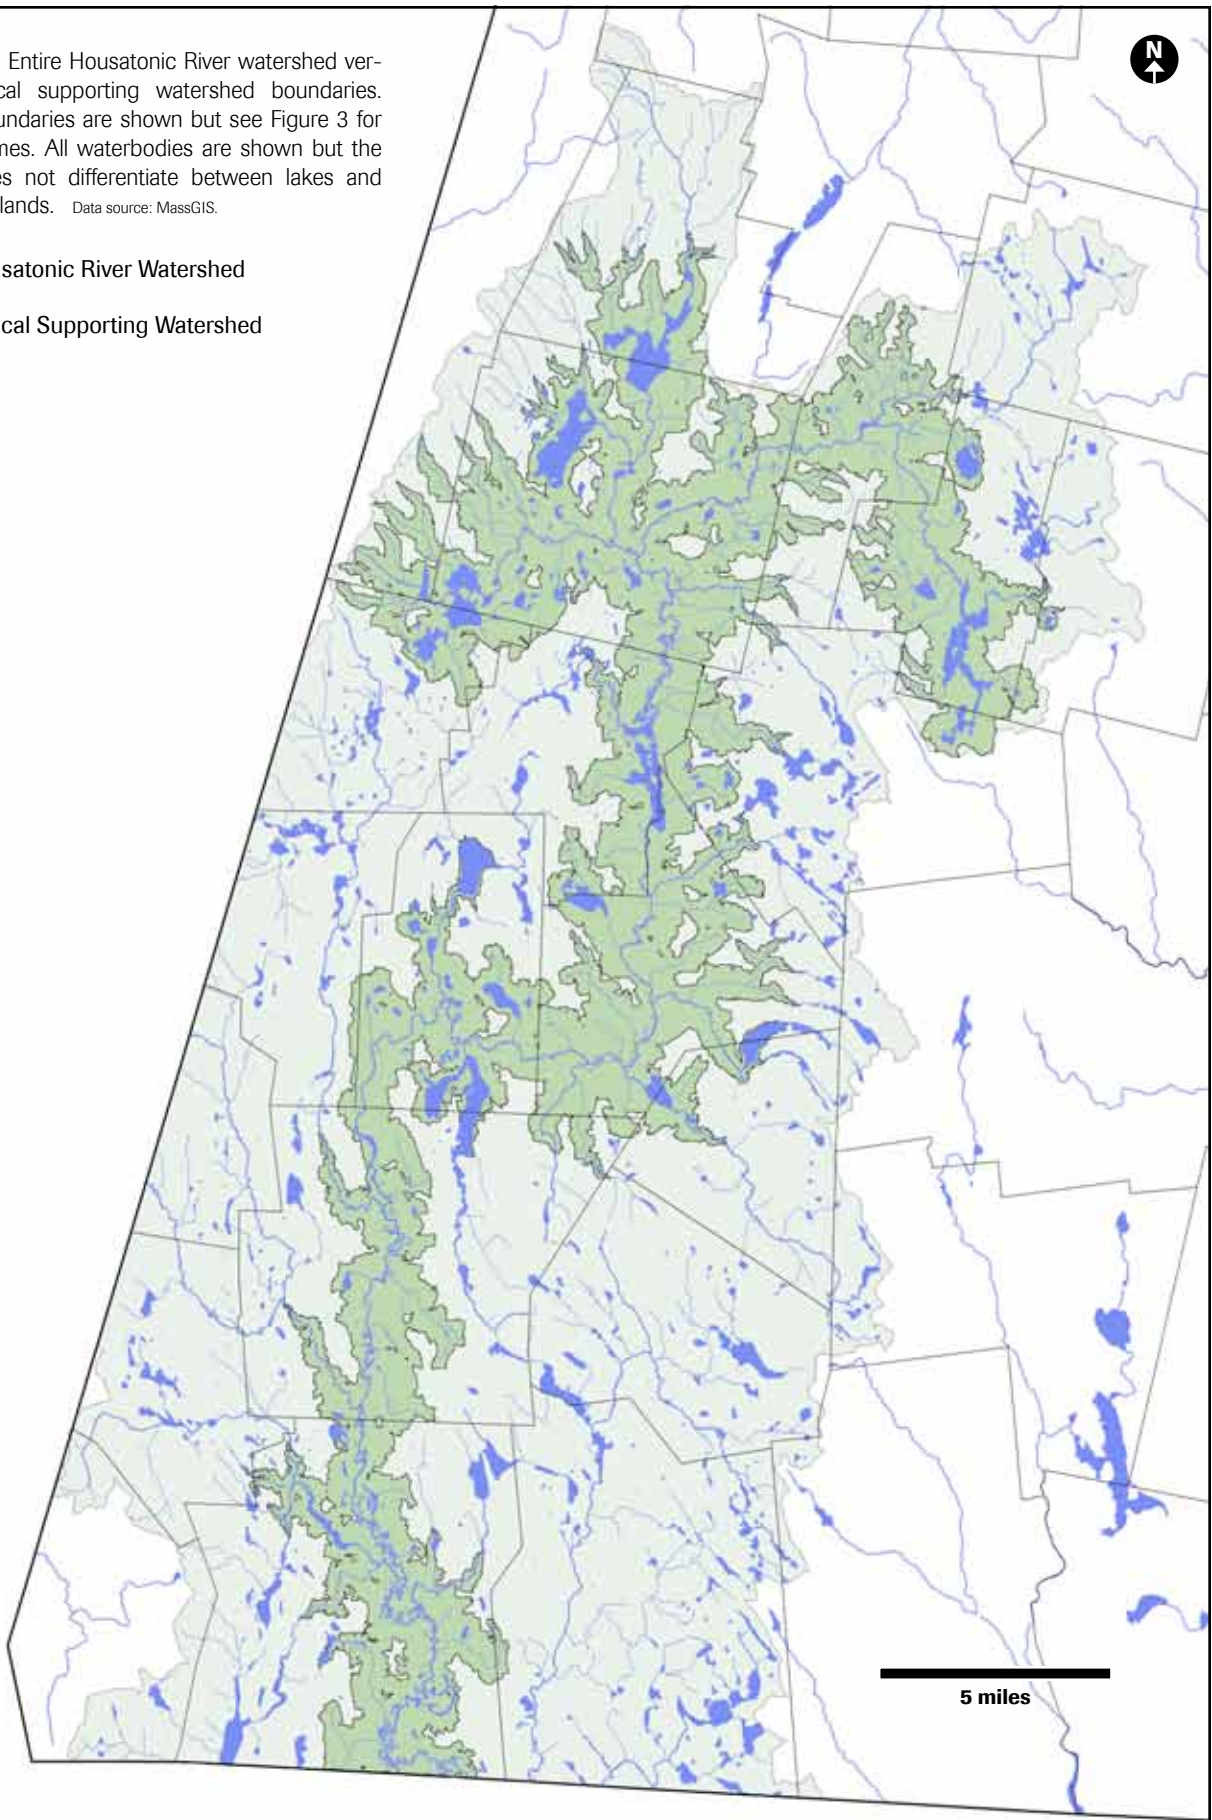 Entire Housatonic River watershed ver-
cal supporting watershed boundaries.
undaries are shown but see Figure 3 for
mes. All waterbodies are shown but the
es not differentiate between lakes and
lands. Data source: MassGIS.
satonic River Watershed
cal Supporting Watershed
N
5 miles